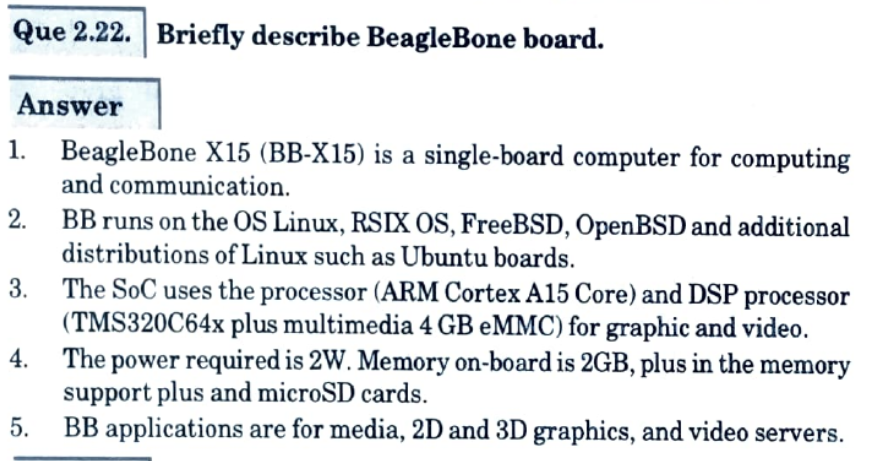 Que 2.22. Briefly describe BeagleBone board.
Answer
1. BeagleBone X15 (BB-X15) is a single-board computer for computing
and communication.
2. BB runs on the OS Linux, RSIX OS, FreeBSD, OpenBSD and additional
distributions of Linux such as Ubuntu boards.
3. The SoC uses the processor (ARM Cortex A15 Core) and DSP processor
(TMS320C64x plus multimedia 4 GB eMMC) for graphic and video.
4. The power required is 2W. Memory on-board is 2GB, plus in the memory
support plus and microSD cards.
5. BB applications are for media, 2D and 3D graphics, and video servers.